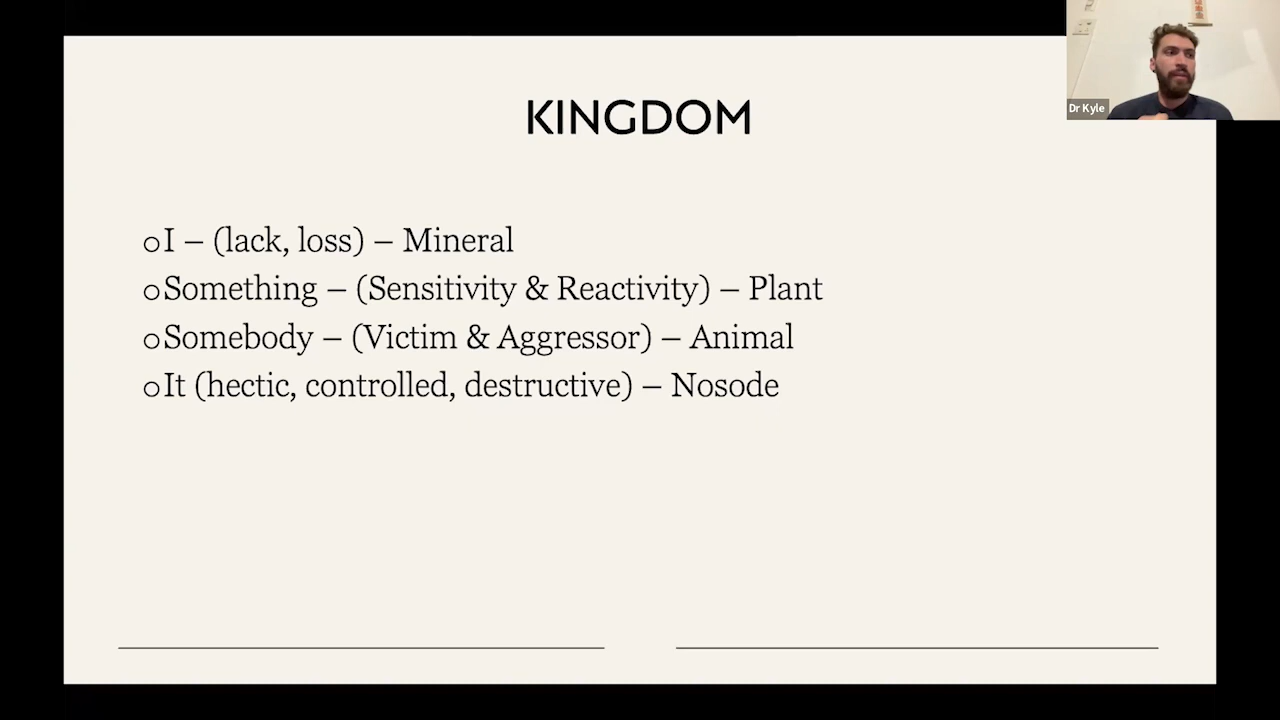 KINGDOM
Dr Kyle
oI – (lack, loss) – Mineral
oSomething – (Sensitivity & Reactivity) – Plant
oSomebody – (Victim & Aggressor) – Animal
oIt (hectic, controlled, destructive) – Nosode